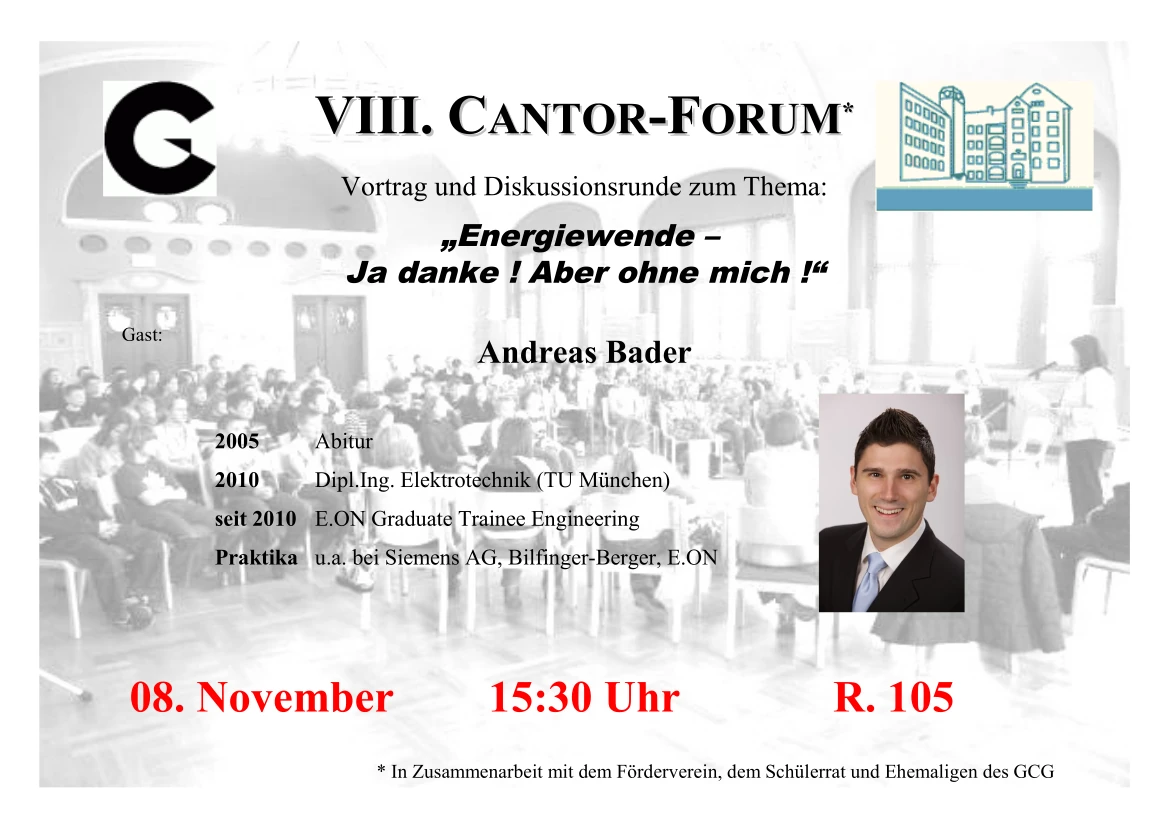 VIII. CANTOR-FORUM*
Vortrag und Diskussionsrunde zum Thema:
„Energiewende –
Ja danke ! Aber ohne mich !“
Gast:
Andreas Bader
2005 Abitur
2010 Dipl.Ing. Elektrotechnik (TU München)
seit 2010 E.ON Graduate Trainee Engineering
Praktika u.a. bei Siemens AG, Bilfinger-Berger, E.ON
08. November 15:30 Uhr R. 105
* In Zusammenarbeit mit dem Förderverein, dem Schülerrat und Ehemaligen des GCG